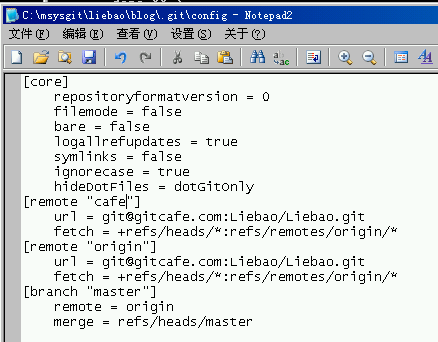 C:\msysgit\liebao\blog\.git\config - Notepad2
文件(F) 编辑(E) 查看(V) 设置(S) 关于(?)
[core]
    repositoryformatversion = 0
    filemode = false
    bare = false
    logallrefupdates = true
    symlinks = false
    ignorecase = true
    hideDotFiles = dotGitOnly
[remote "cafe"]
    url = git@gitcafe.com:Liebao/Liebao.git
    fetch = +refs/heads/*:refs/remotes/origin/*
[remote "origin"]
    url = git@gitcafe.com:Liebao/Liebao.git
    fetch = +refs/heads/*:refs/remotes/origin/*
[branch "master"]
    remote = origin
    merge = refs/heads/master